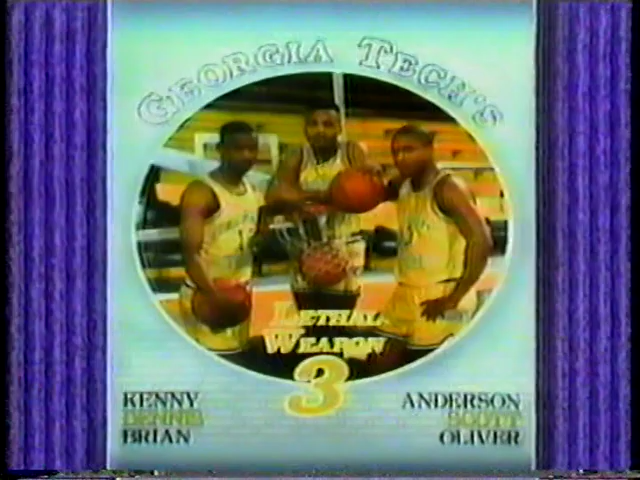 GEORGIA TECH'S
LETHAL
WEAPON
3
KENNY ANDERSON
DENNIS SCOTT
BRIAN OLIVER